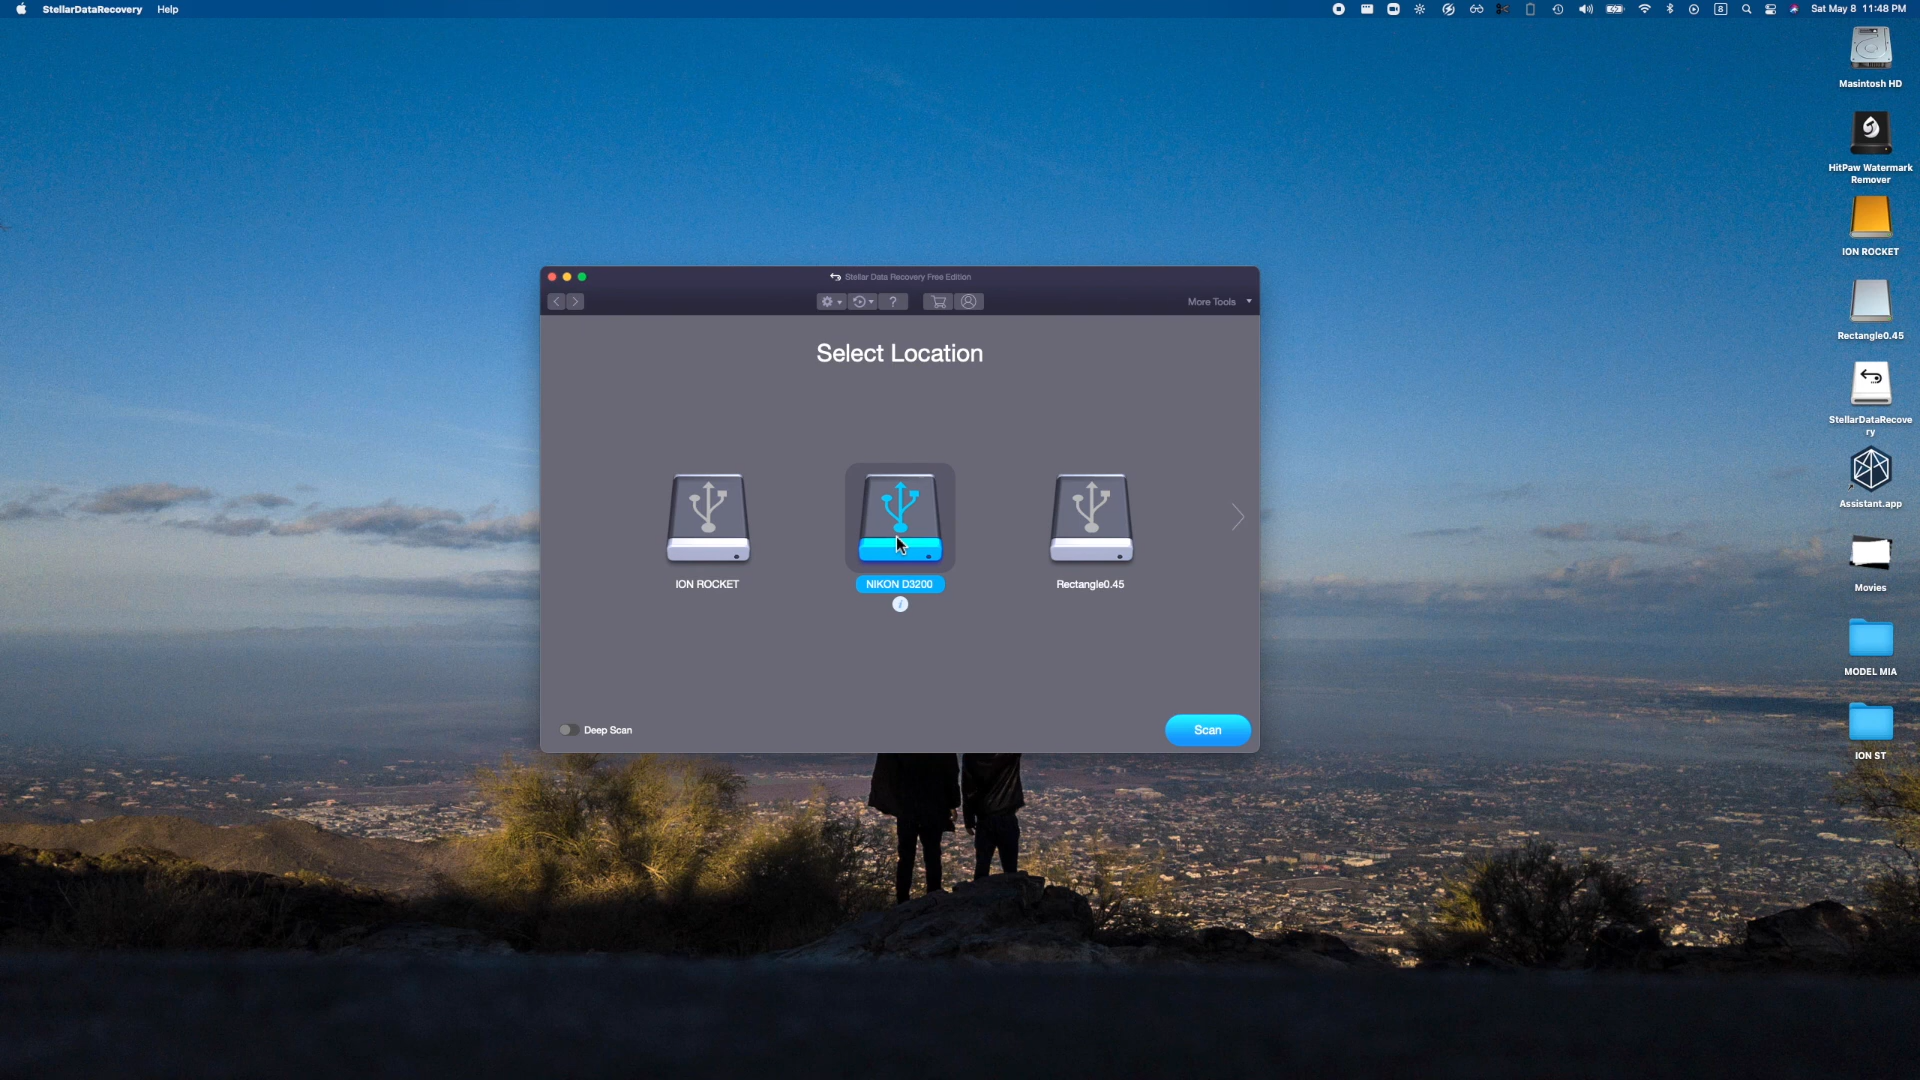 StellarDataRecovery Help
8 Sat May 8 11:48 PM
Masintosh HD
HitPaw Watermark
Remover
ION ROCKET
Rectangle0.45
StellarDataRecove
ry
Assistant.app
Movies
MODEL MIA
ION ST
Stellar Data Recovery Free Edition
? More Tools
Select Location
ION ROCKET
NIKON D3200
Rectangle0.45
i
Deep Scan
Scan